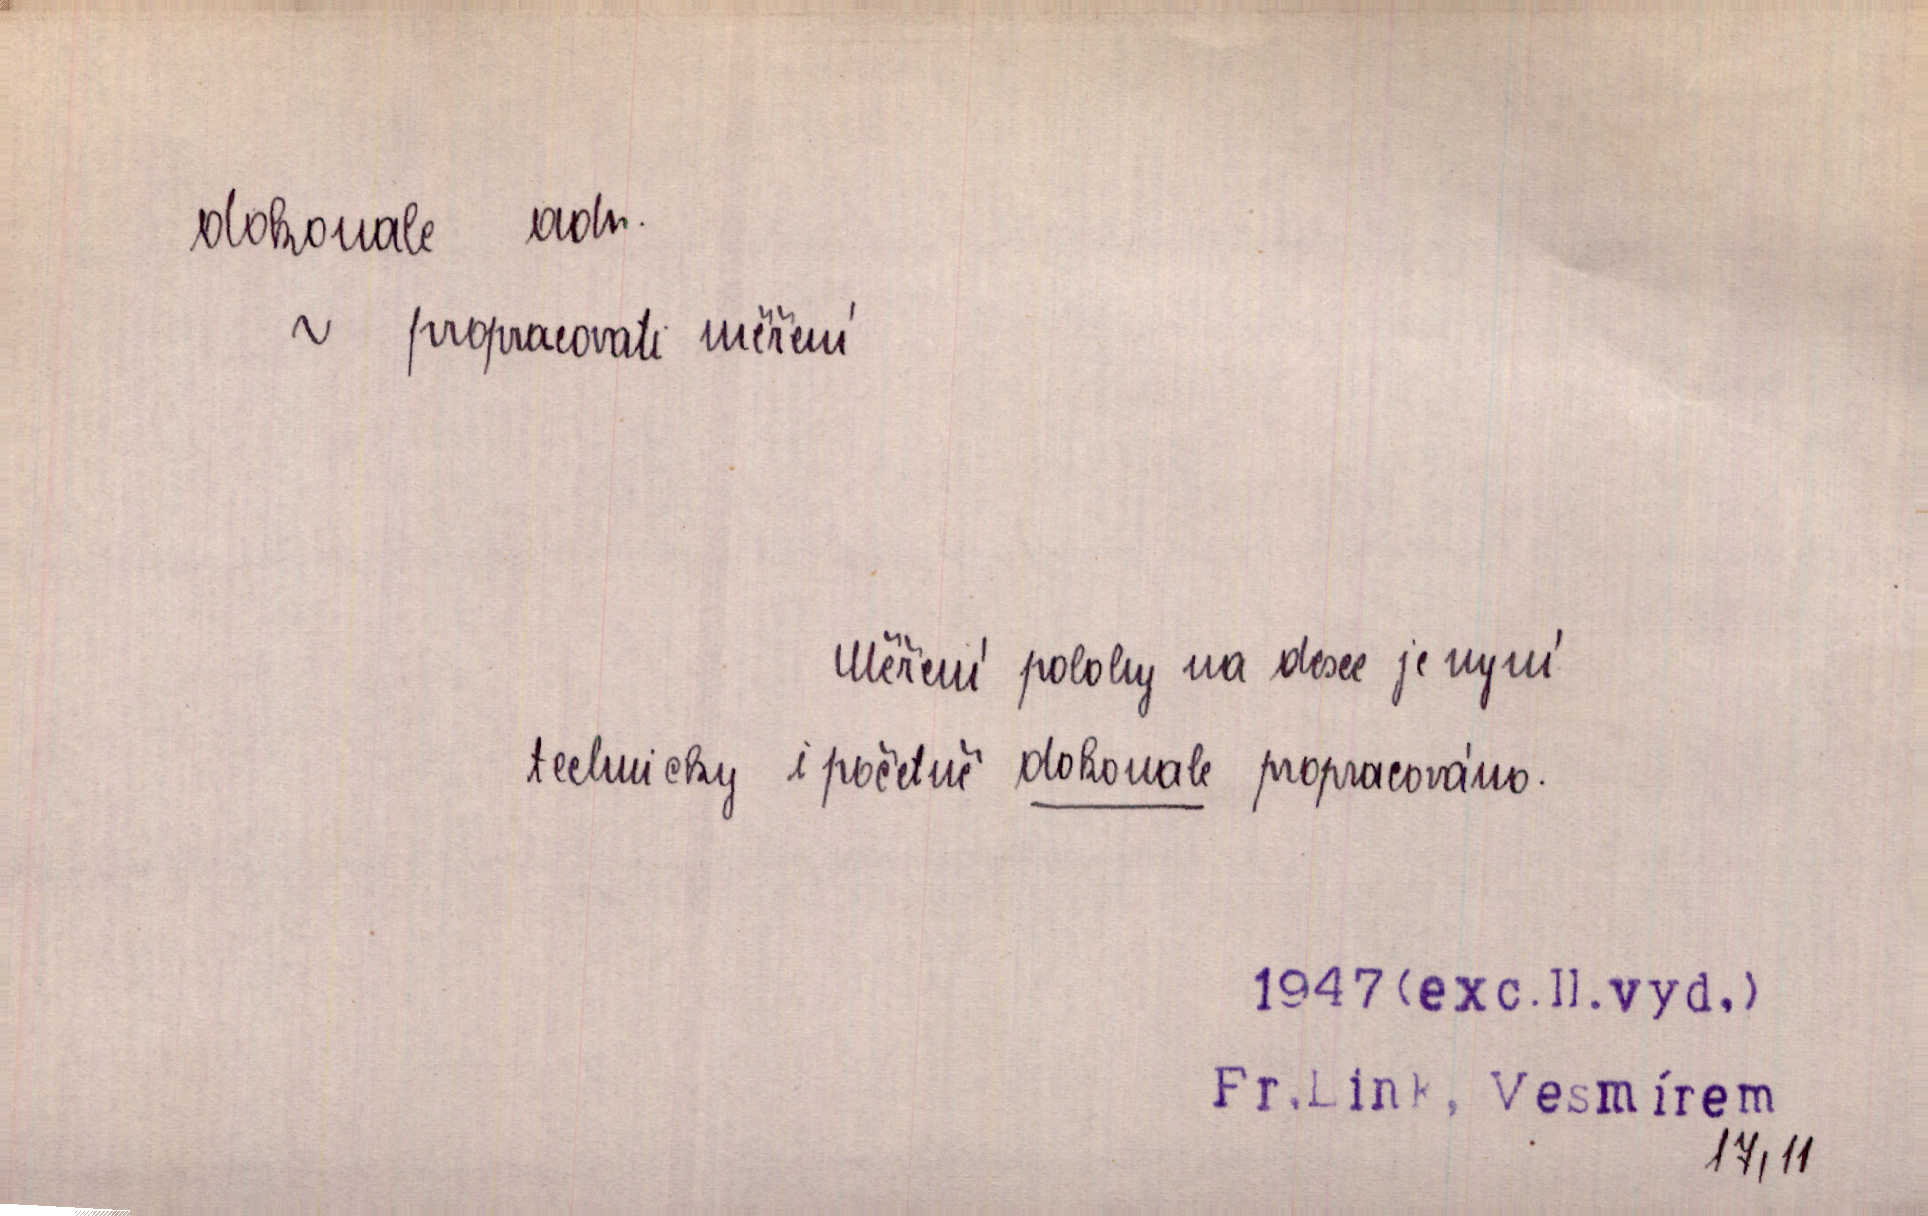 dokonale adv.
~ propracovati měření
Měření polohy na desce je nyní
technicky i početně dokonale propracováno.
1947(exc.II.vyd.)
Fr.Link, Vesmírem
17,11